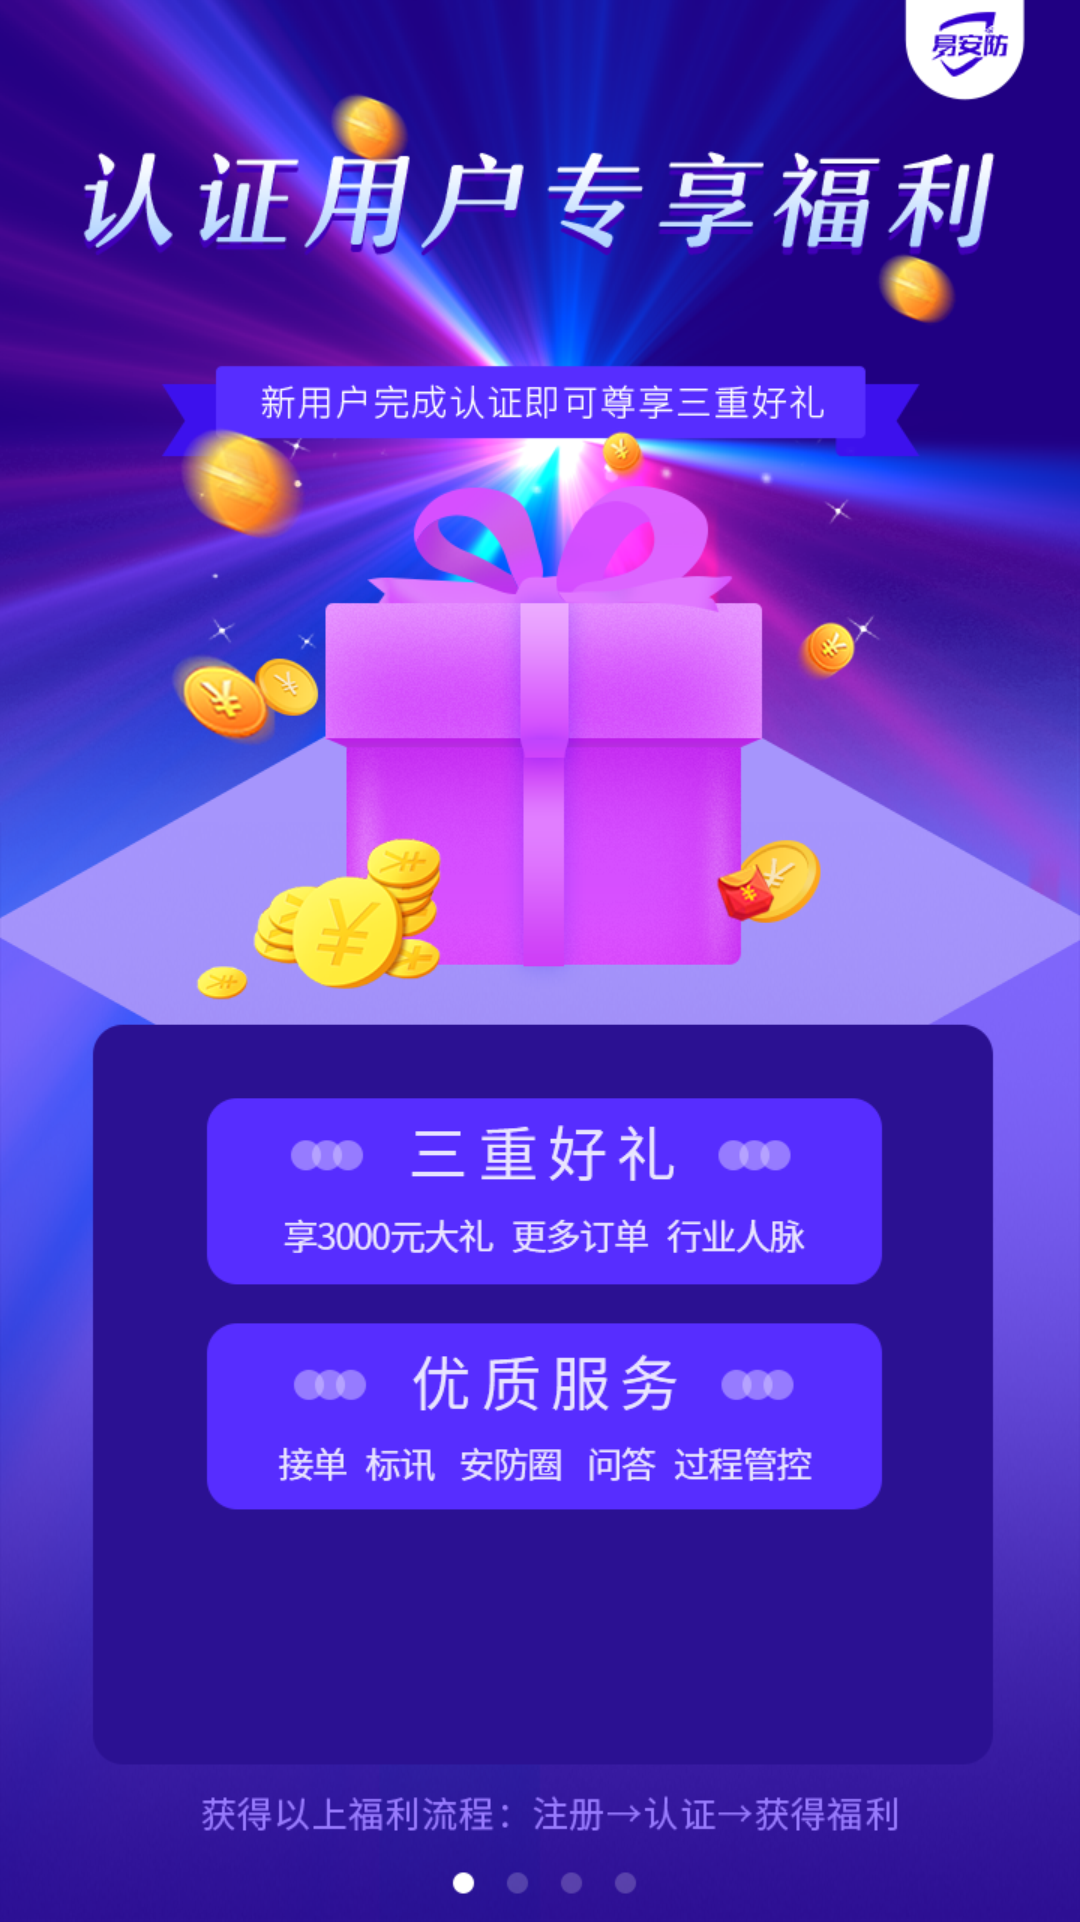 易安防
认证用户专享福利
新用户完成认证即可尊享三重好礼
三重好礼
享3000元大礼 更多订单 行业人脉
优质服务
接单 标讯 安防圈 问答 过程管控
获得以上福利流程：注册→认证→获得福利